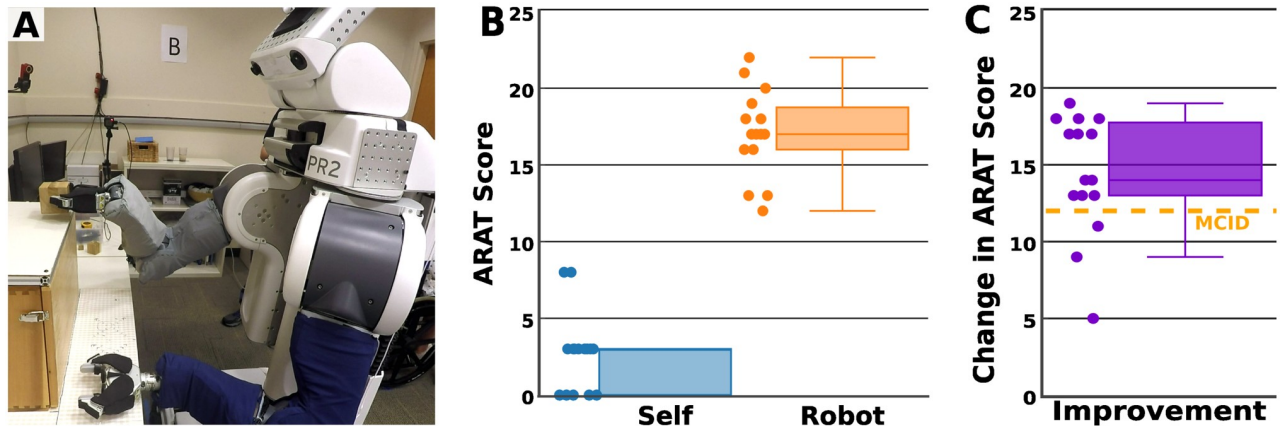 A
B
PR2
B
ARAT Score
25
20
15
10
5
0
Self
Robot
C
Change in ARAT Score
25
20
15
10
5
0
MCID
Improvement